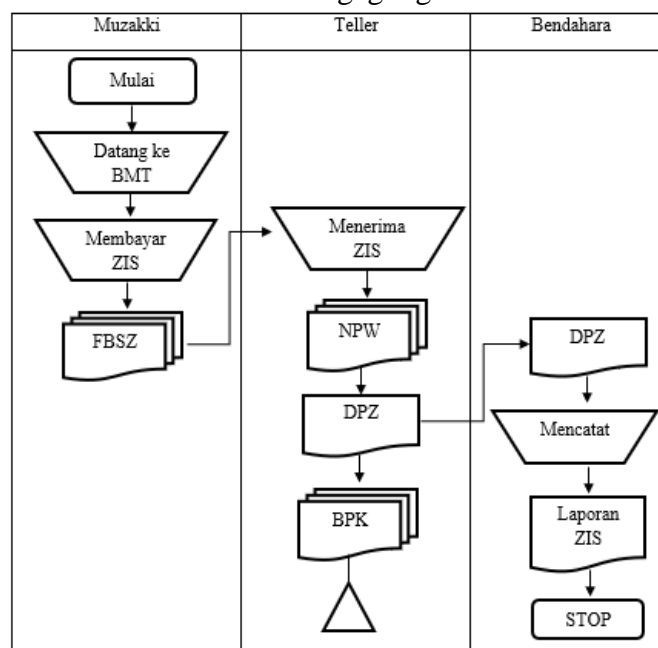 Muzakki
Teller
Bendahara
Mulai
Datang ke
BMT
Membayar
ZIS
FBSZ
Menerima
ZIS
NPW
DPZ
BPK
DPZ
Mencatat
Laporan
ZIS
STOP